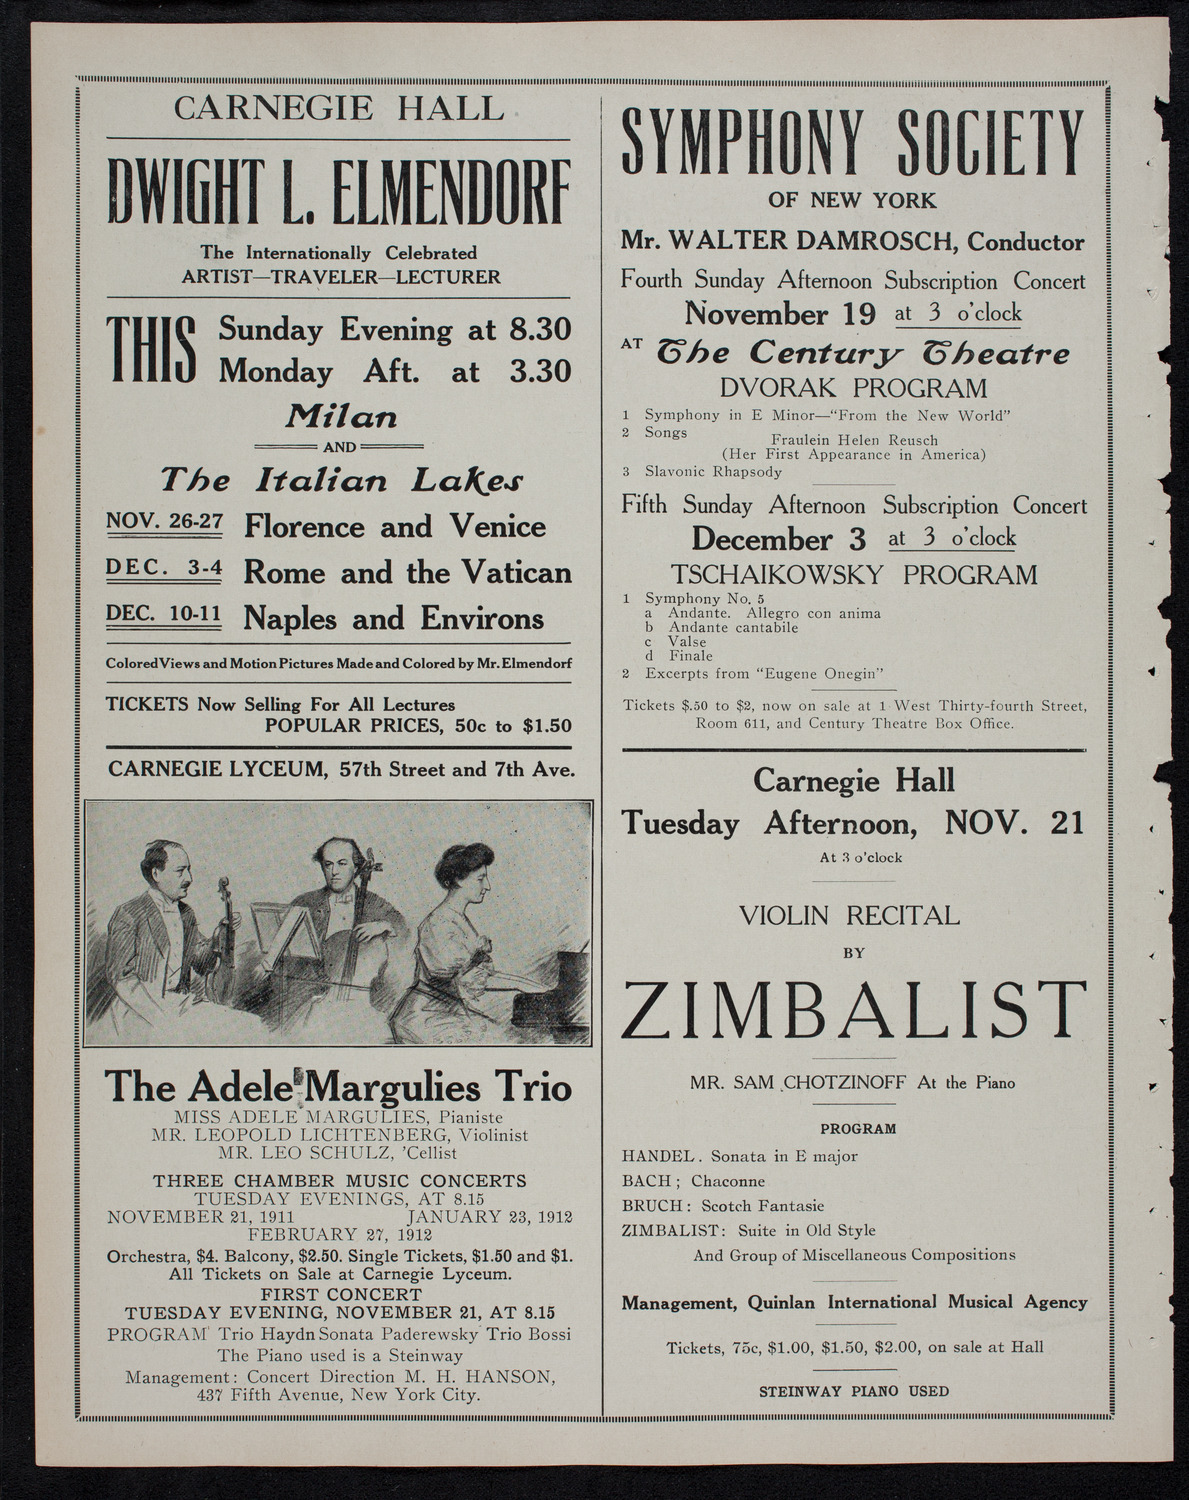 CARNEGIE HALL
DWIGHT L. ELMENDORF
The Internationally Celebrated
ARTIST—TRAVELER—LECTURER
THIS Sunday Evening at 8.30
Monday Aft. at 3.30
Milan
AND
The Italian Lakes
NOV. 26-27 Florence and Venice
DEC. 3-4 Rome and the Vatican
DEC. 10-11 Naples and Environs
Colored Views and Motion Pictures Made and Colored by Mr. Elmendorf
TICKETS Now Selling For All Lectures
POPULAR PRICES, 50c to $1.50
CARNEGIE LYCEUM, 57th Street and 7th Ave.
The Adele Margulies Trio
MISS ADELE MARGULIES, Pianiste
MR. LEOPOLD LICHTENBERG, Violinist
MR. LEO SCHULZ, 'Cellist
THREE CHAMBER MUSIC CONCERTS
TUESDAY EVENINGS, AT 8.15
NOVEMBER 21, 1911 JANUARY 23, 1912
FEBRUARY 27, 1912
Orchestra, $4. Balcony, $2.50. Single Tickets, $1.50 and $1.
All Tickets on Sale at Carnegie Lyceum.
FIRST CONCERT
TUESDAY EVENING, NOVEMBER 21, AT 8.15
PROGRAM Trio Haydn Sonata Paderewsky Trio Bossi
The Piano used is a Steinway
Management: Concert Direction M. H. HANSON,
437 Fifth Avenue, New York City.
SYMPHONY SOCIETY
OF NEW YORK
Mr. WALTER DAMROSCH, Conductor
Fourth Sunday Afternoon Subscription Concert
November 19 at 3 o'clock
AT The Century Theatre
DVORAK PROGRAM
1 Symphony in E Minor—"From the New World"
2 Songs
Fraulein Helen Reusch
(Her First Appearance in America)
3 Slavonic Rhapsody
Fifth Sunday Afternoon Subscription Concert
December 3 at 3 o'clock
TSCHAIKOWSKY PROGRAM
1 Symphony No. 5
a Andante. Allegro con anima
b Andante cantabile
c Valse
d Finale
2 Excerpts from "Eugene Onegin"
Tickets $.50 to $2, now on sale at 1 West Thirty-fourth Street,
Room 611, and Century Theatre Box Office.
Carnegie Hall
Tuesday Afternoon, NOV. 21
At 3 o'clock
VIOLIN RECITAL
BY
ZIMBALIST
MR. SAM CHOTZINOFF At the Piano
PROGRAM
HANDEL. Sonata in E major
BACH; Chaconne
BRUCH: Scotch Fantasie
ZIMBALIST: Suite in Old Style
And Group of Miscellaneous Compositions
Management, Quinlan International Musical Agency
Tickets, 75c, $1.00, $1.50, $2.00, on sale at Hall
STEINWAY PIANO USED